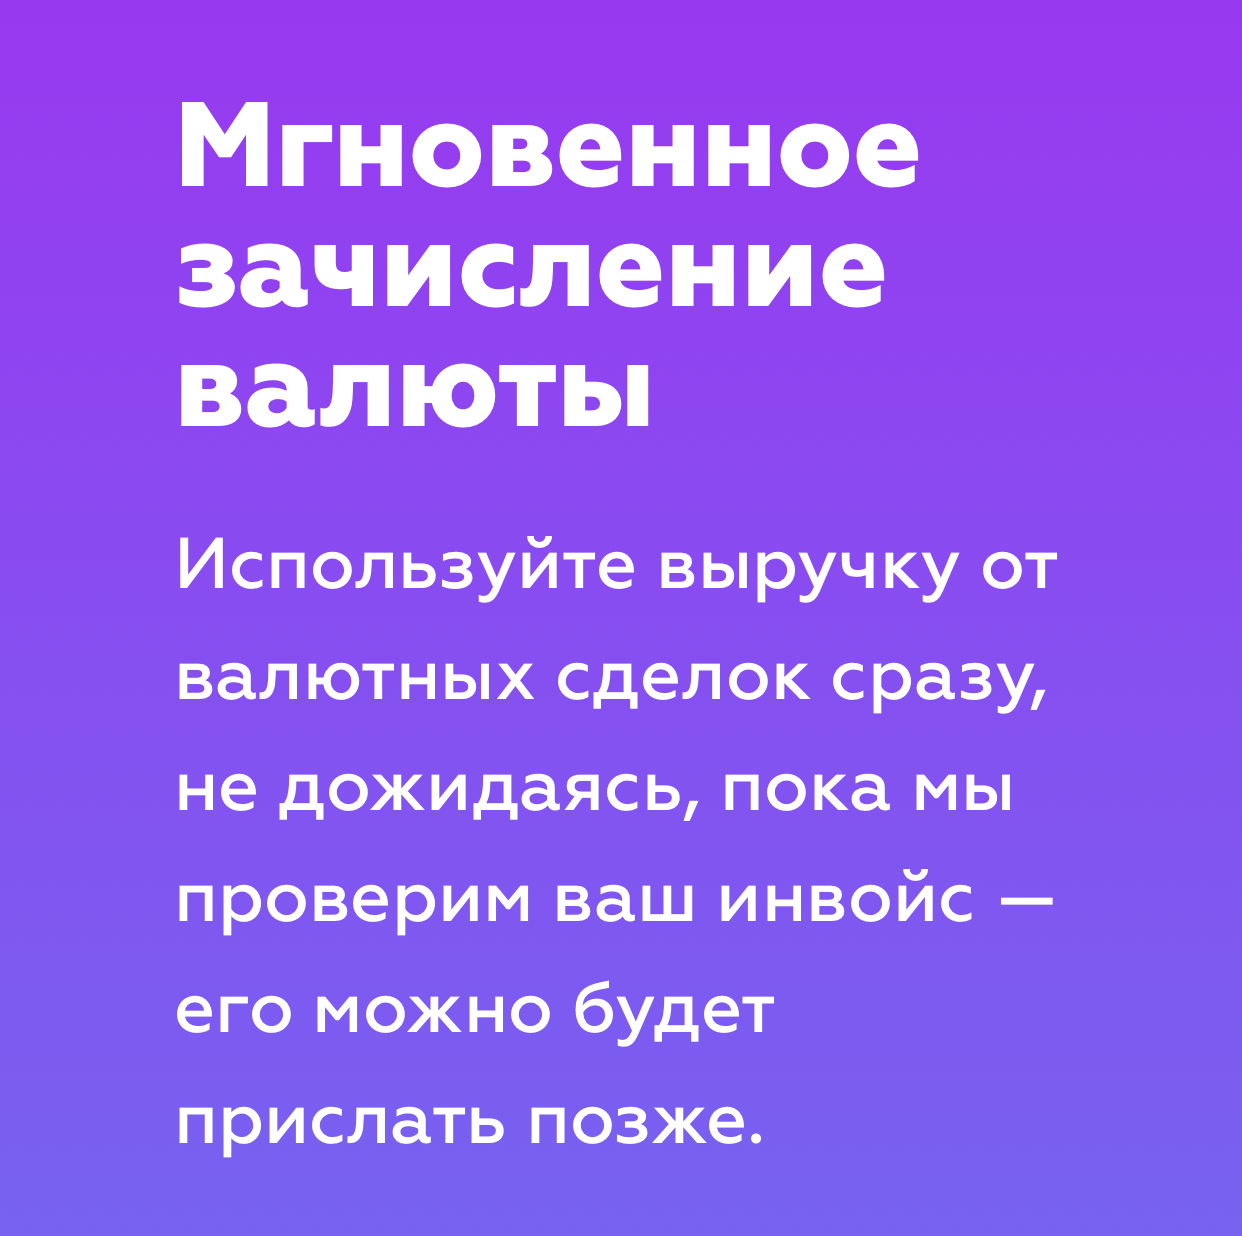 Мгновенное
зачисление
валюты
Используйте выручку от
валютных сделок сразу,
не дожидаясь, пока мы
проверим ваш инвойс —
его можно будет
прислать позже.